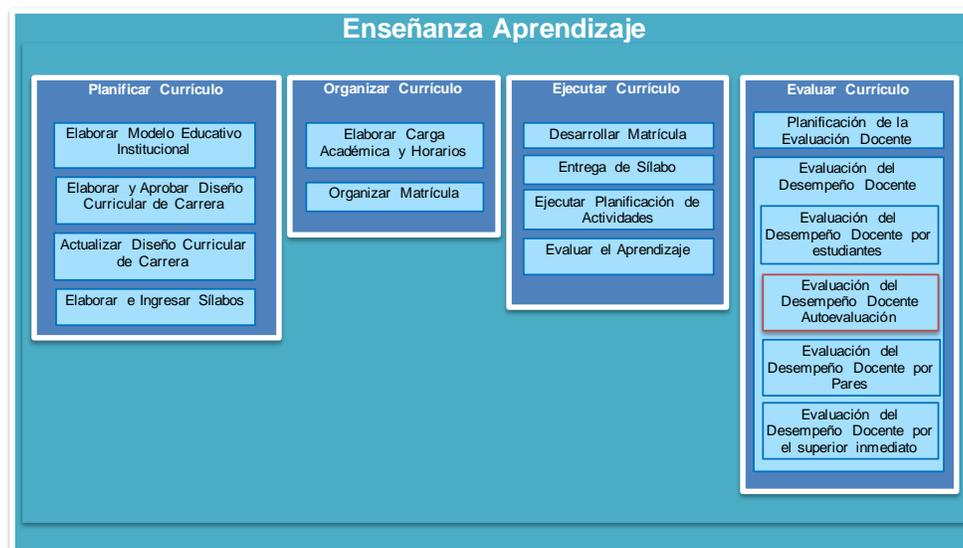 Enseñanza Aprendizaje
Planificar Currículo
Elaborar Modelo Educativo
Institucional
Elaborar y Aprobar Diseño
Curricular de Carrera
Actualizar Diseño Curricular
de Carrera
Elaborar e Ingresar Sílabos
Organizar Currículo
Elaborar Carga
Académica y Horarios
Organizar Matrícula
Ejecutar Currículo
Desarrollar Matrícula
Entrega de Sílabo
Ejecutar Planificación de
Actividades
Evaluar el Aprendizaje
Evaluar Currículo
Planificación de la
Evaluación Docente
Evaluación del
Desempeño Docente
Evaluación del
Desempeño Docente por
estudiantes
Evaluación del
Desempeño Docente
Autoevaluación
Evaluación del
Desempeño Docente por
Pares
Evaluación del
Desempeño Docente por
el superior inmediato